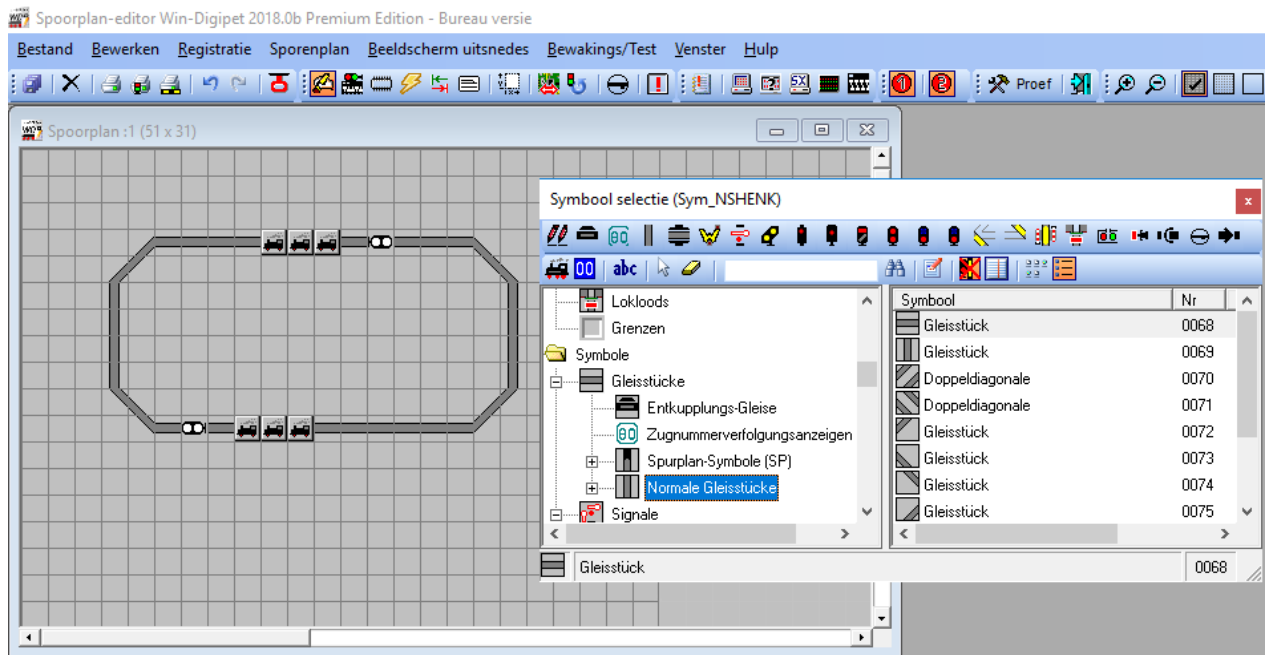 Spoorplan-editor Win-Digipet 2018.0b Premium Edition - Bureau versie
Bestand Bewerken Registratie Sporenplan Beeldscherm uitsnedes Bewakings/Test Venster Hulp
Proef
Spoorplan :1 (51 x 31)
Symbool selectie (Sym_NSHENK)
00 abc
Lokloods
Grenzen
Symbole
Gleisstücke
Entkupplungs-Gleise
Zugnummerverfolgungsanzeigen
Spurplan-Symbole (SP)
Normale Gleisstücke
Signale
Symbool Nr
Gleisstück 0068
Gleisstück 0069
Doppeldiagonale 0070
Doppeldiagonale 0071
Gleisstück 0072
Gleisstück 0073
Gleisstück 0074
Gleisstück 0075
Gleisstück 0068